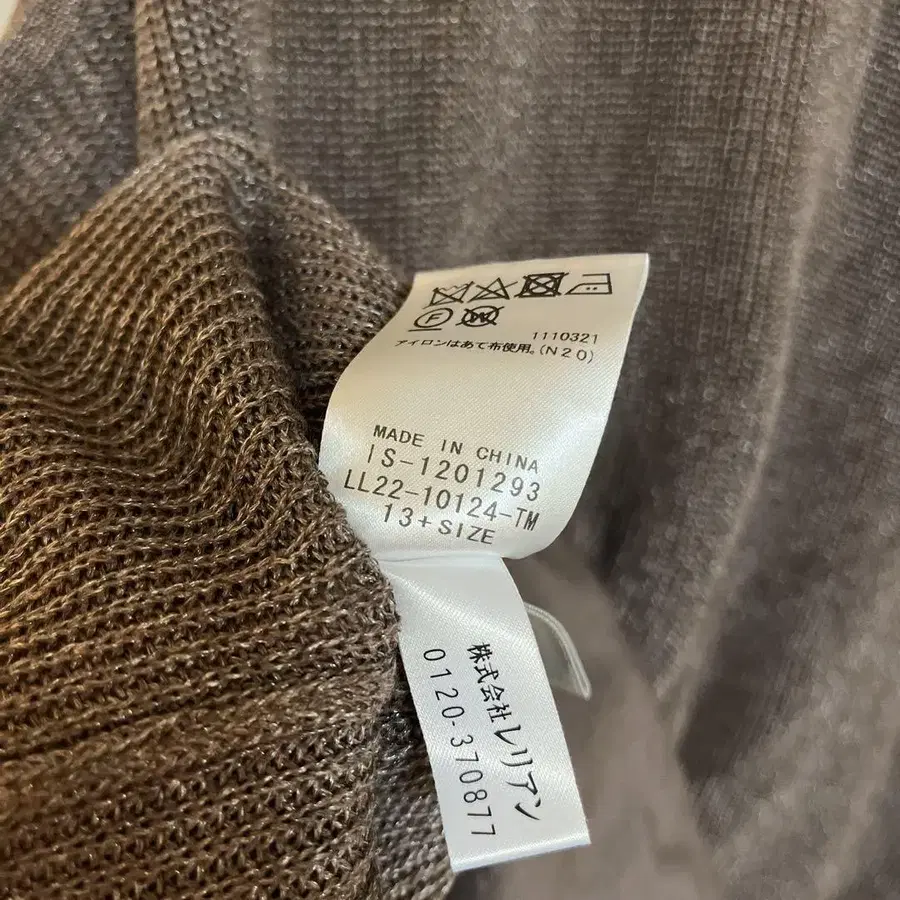 F W
1110321
アイロンはあて布使用。(N20)
MADE IN CHINA
IS-1201293
LL22-10124-TM
13+SIZE
株式会社レリアン
0120-370877